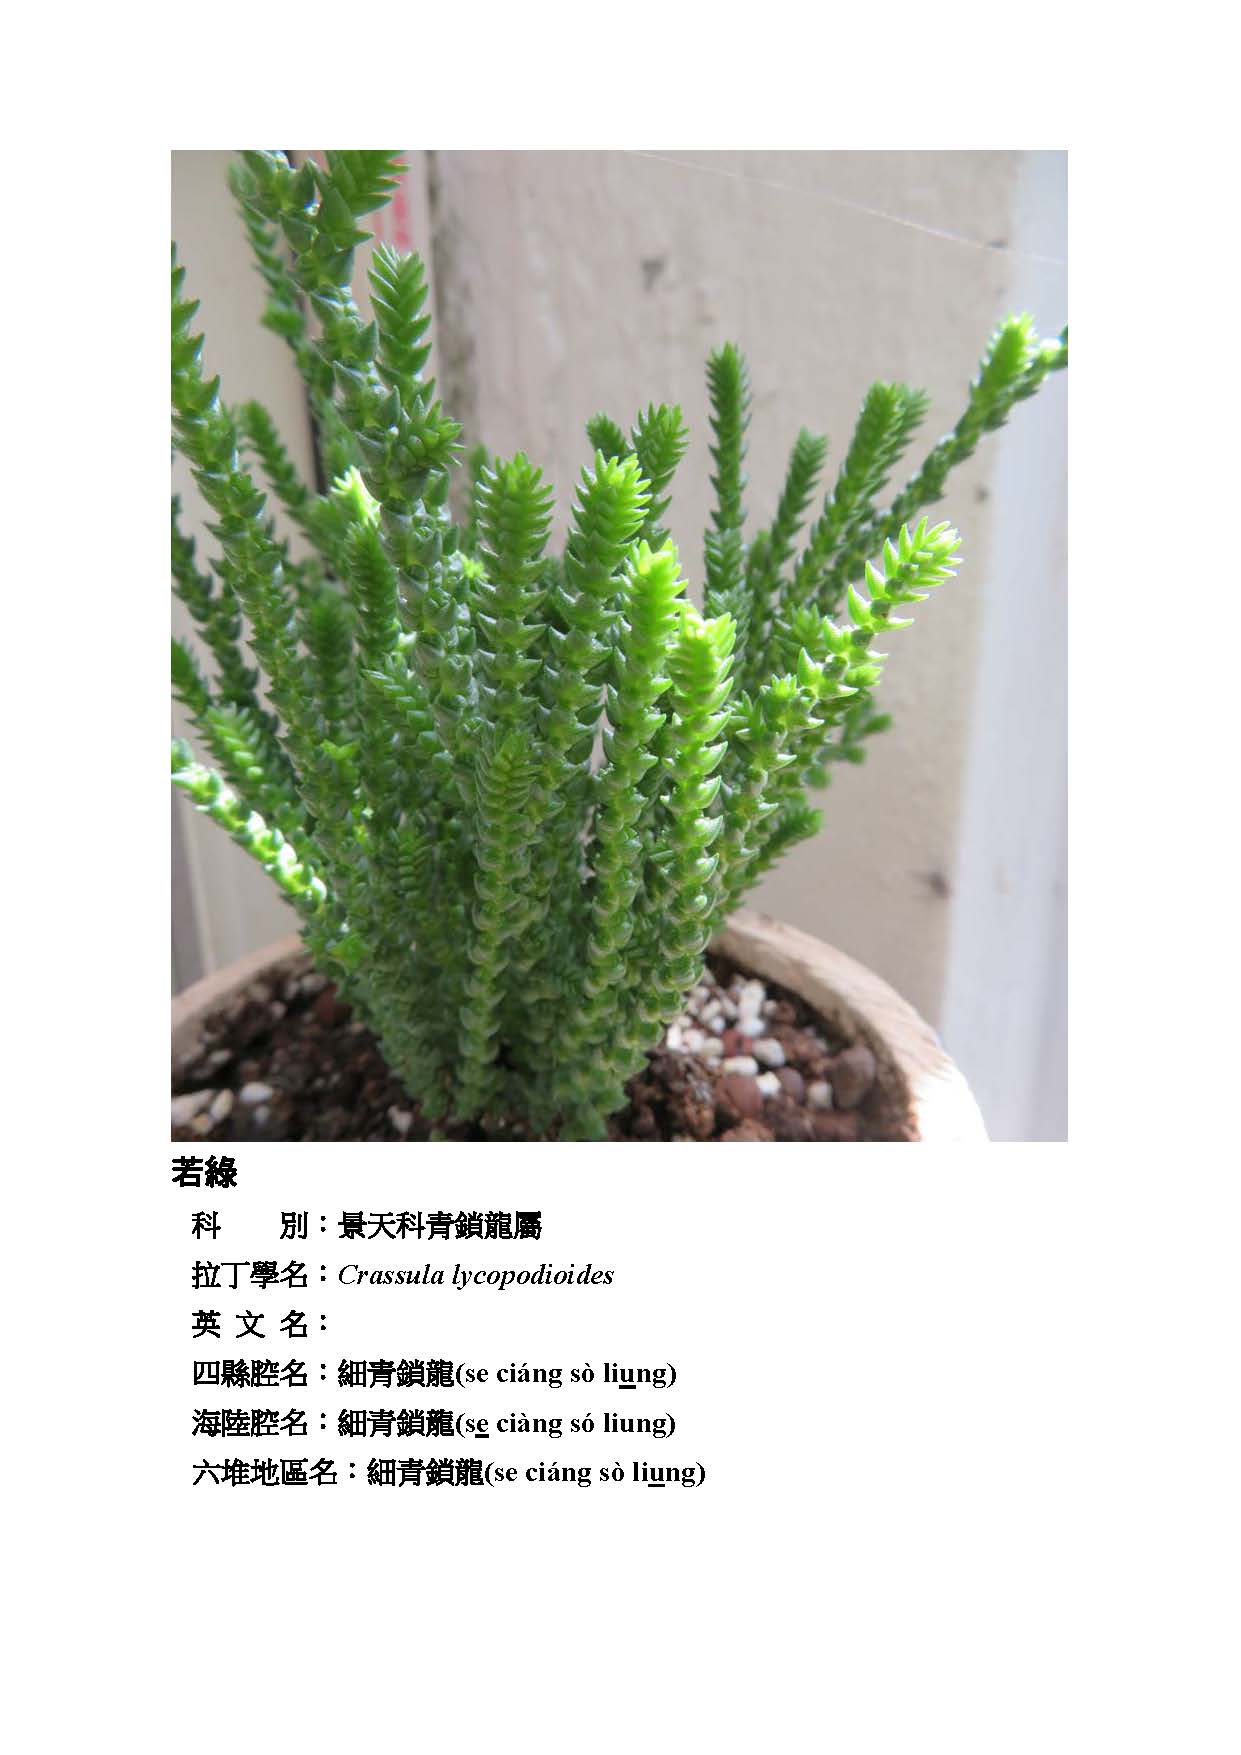 若綠
科　　別：景天科青鎖龍屬
拉丁學名：Crassula lycopodioides
英 文 名：
四縣腔名：細青鎖龍(se ciáng sò liung)
海陸腔名：細青鎖龍(se ciàng só liung)
六堆地區名：細青鎖龍(se ciáng sò liung)